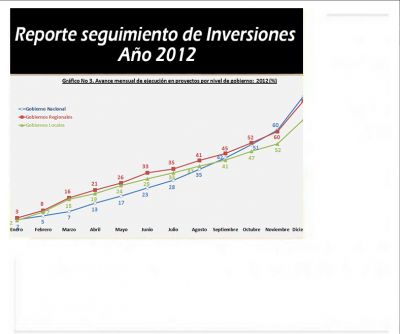 Reporte seguimiento de Inversiones
Año 2012
Gráfico No 3. Avance mensual de ejecución en proyectos por nivel de gobierno: 2012 (%)
Gobierno Nacional
Gobiernos Regionales
Gobiernos Locales
60
52 60
45 51 52
41 47
33 35 41
26 35
21 28
16 23
8 13 17
3 5 7
Enero Febrero Marzo Abril Mayo Junio Julio Agosto Septiembre Octubre Noviembre Dicie